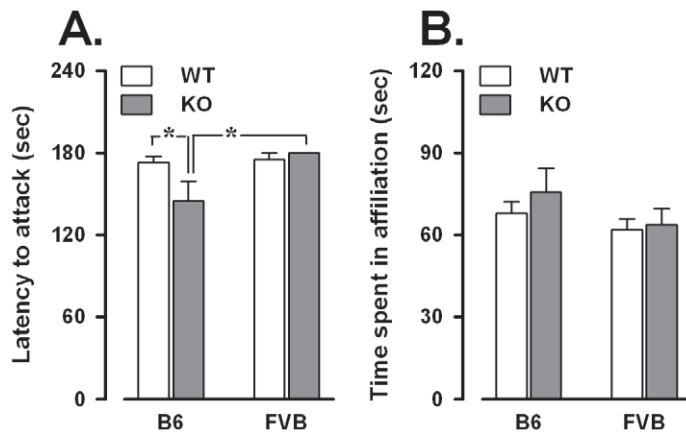 A.
Latency to attack (sec)
240
180
120
60
0
WT
KO
*
*
B6
FVB
B.
Time spent in affiliation (sec)
120
90
60
30
0
WT
KO
B6
FVB